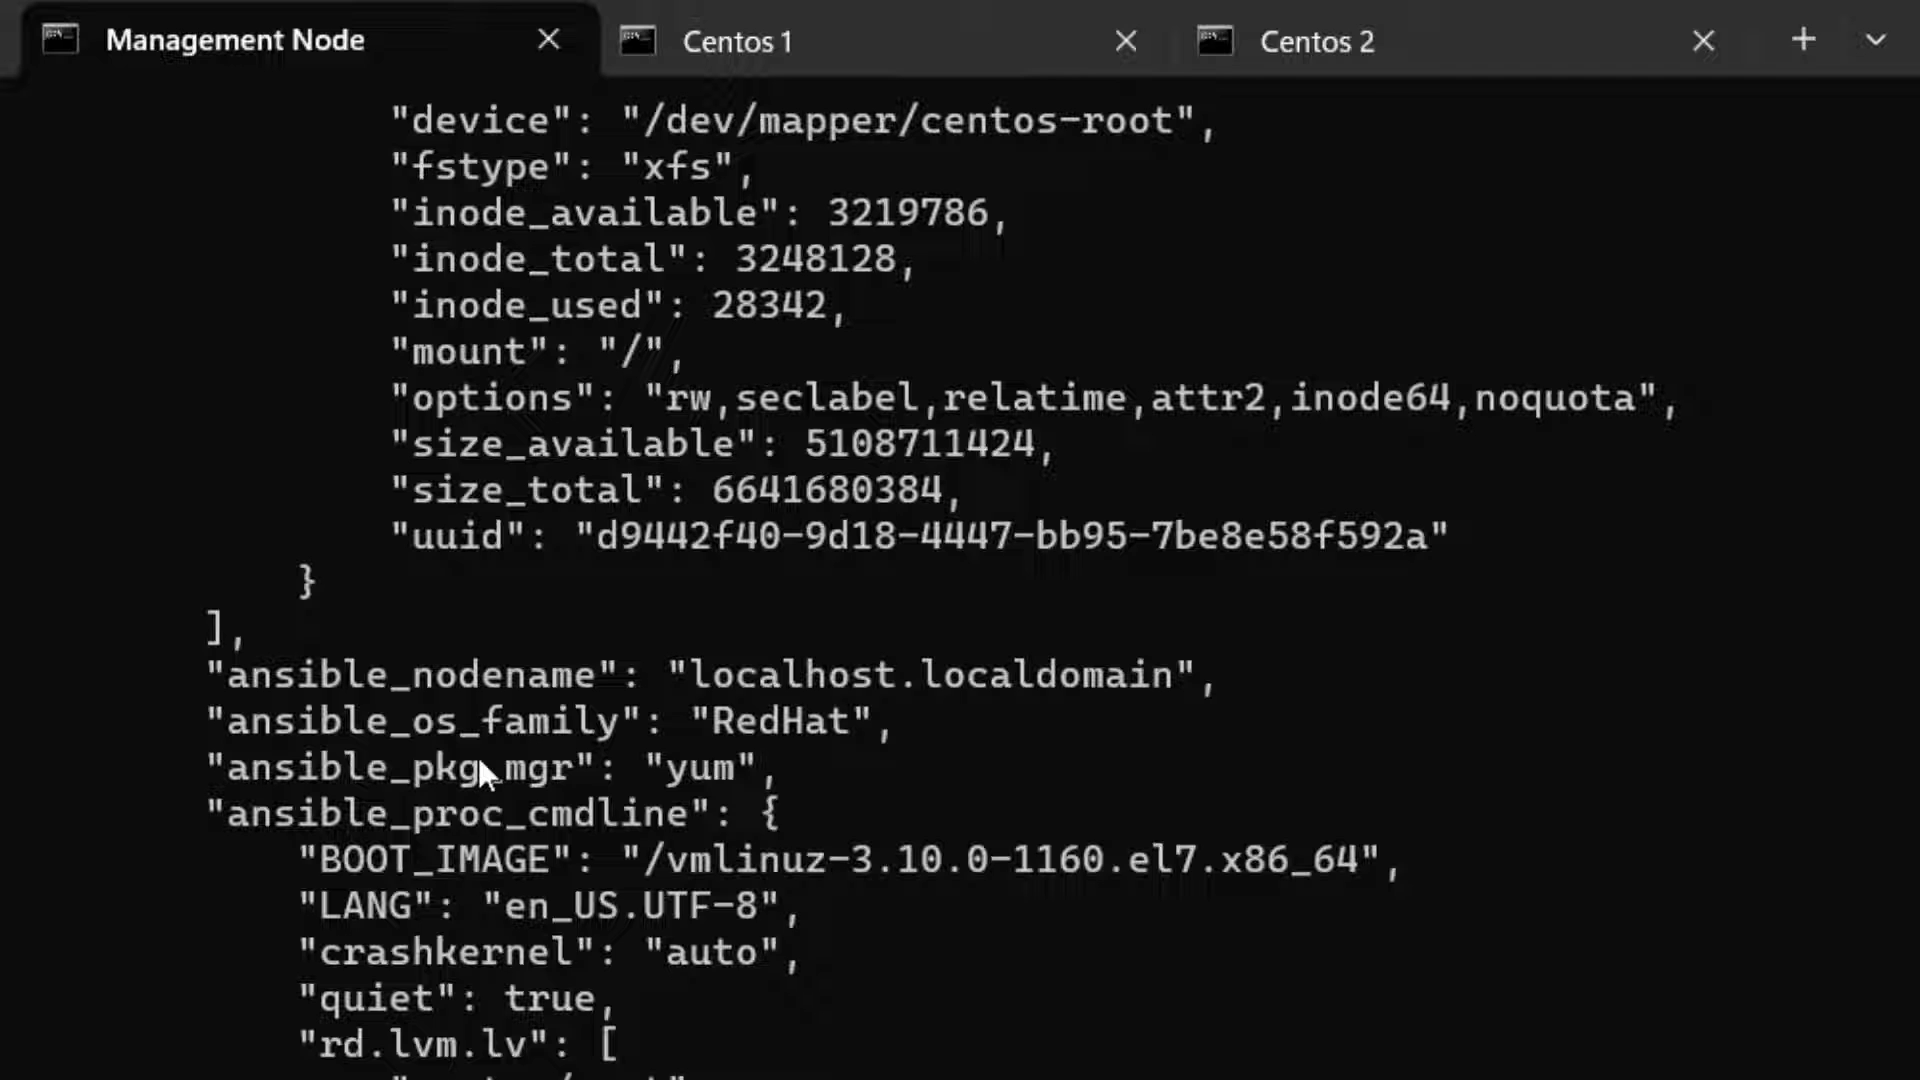 Management Node
Centos 1
Centos 2
"device": "/dev/mapper/centos-root",
"fstype": "xfs",
"inode_available": 3219786,
"inode_total": 3248128,
"inode_used": 28342,
"mount": "/",
"options": "rw,seclabel,relatime,attr2,inode64,noquota",
"size_available": 5108711424,
"size_total": 6641680384,
"uuid": "d9442f40-9d18-4447-bb95-7be8e58f592a"
}
],
"ansible_nodename": "localhost.localdomain",
"ansible_os_family": "RedHat",
"ansible_pkg_mgr": "yum",
"ansible_proc_cmdline": {
"BOOT_IMAGE": "/vmlinuz-3.10.0-1160.el7.x86_64",
"LANG": "en_US.UTF-8",
"crashkernel": "auto",
"quiet": true,
"rd.lvm.lv": [